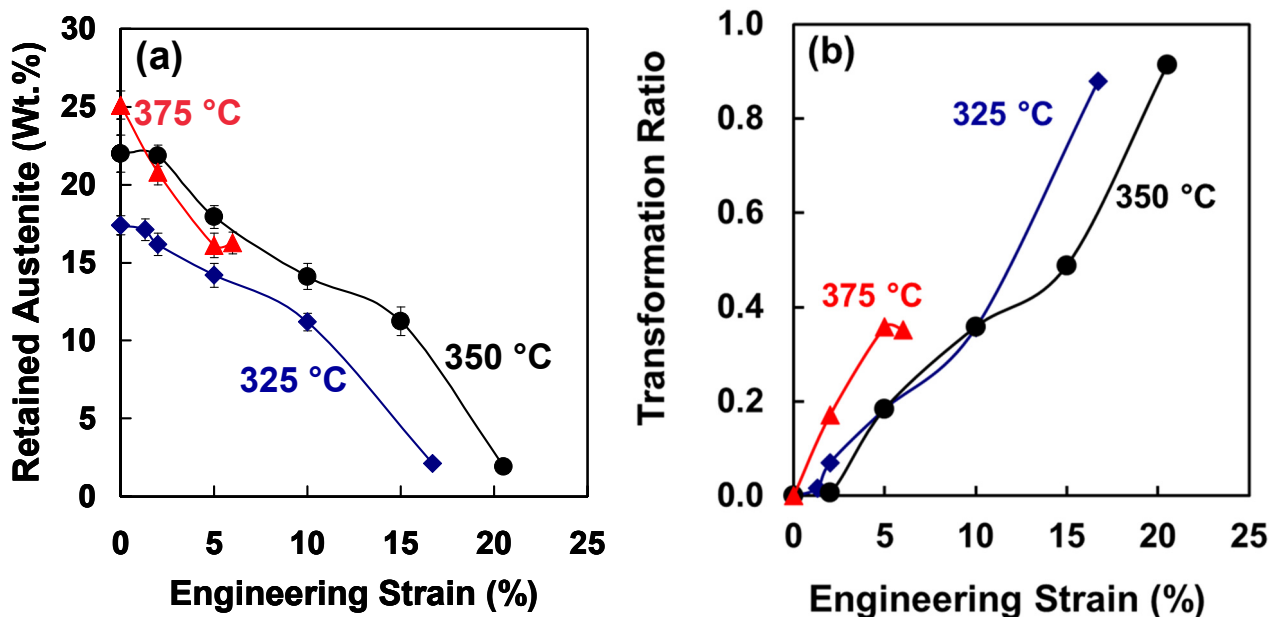 (a)
Retained Austenite (Wt.%)
30
25
20
15
10
5
0
375 °C
325 °C
350 °C
0 5 10 15 20 25
Engineering Strain (%)
(b)
Transformation Ratio
1.0
0.8
0.6
0.4
0.2
0.0
325 °C
350 °C
375 °C
0 5 10 15 20 25
Engineering Strain (%)